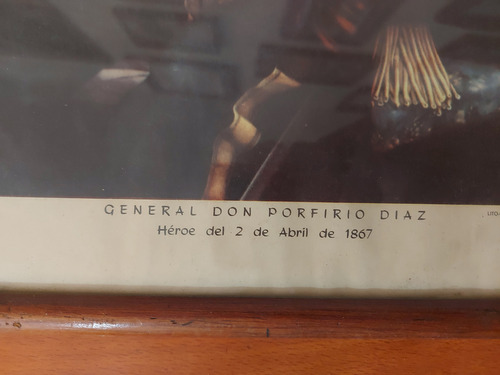 GENERAL DON PORFIRIO DIAZ
Héroe del 2 de Abril de 1867